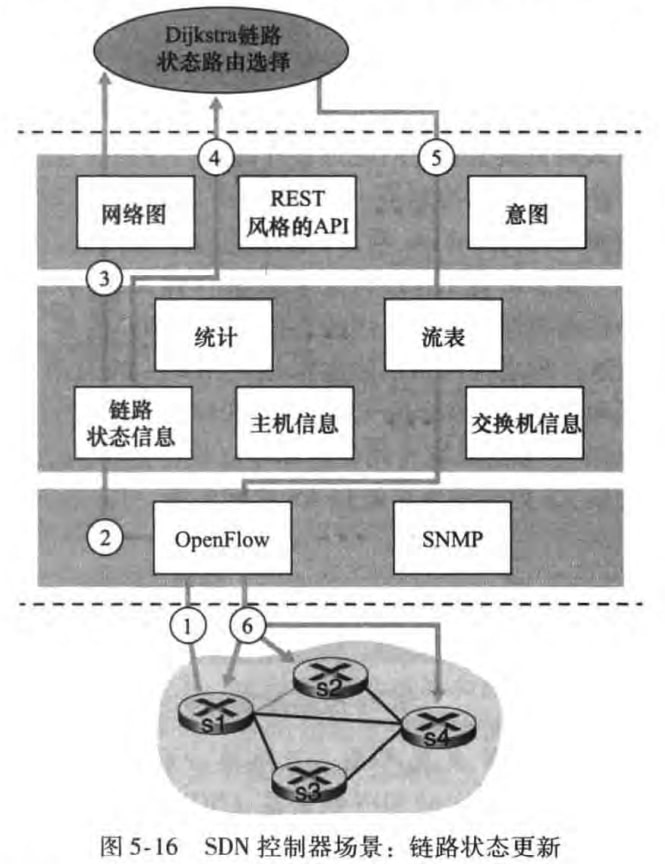 Dijkstra链路
状态路由选择
4
5
网络图
REST
风格的API
意图
3
统计
流表
链路
状态信息
主机信息
交换机信息
2
OpenFlow
SNMP
1
6
s2
s1
s4
s3
图 5-16 SDN 控制器场景：链路状态更新